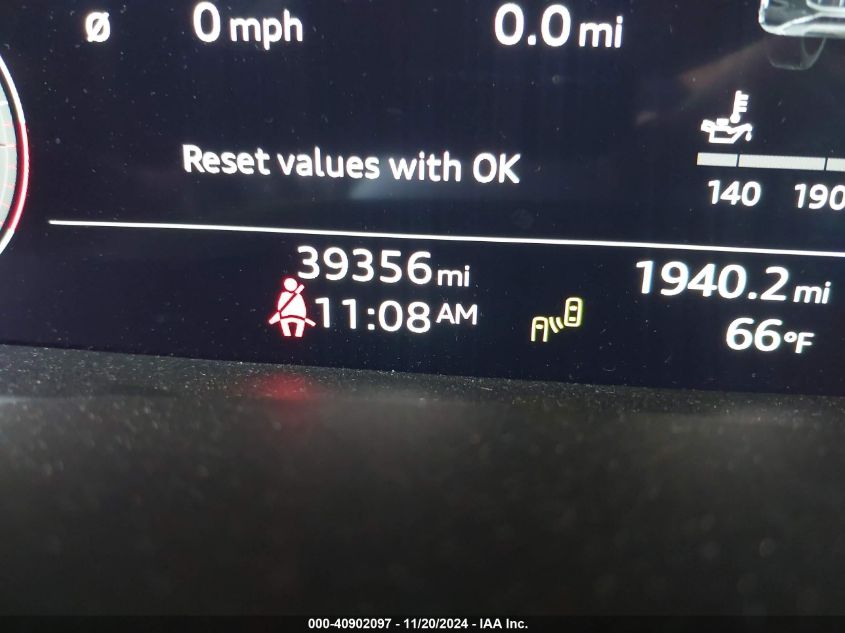 Ø 0 mph 0.0 mi
Reset values with OK
140 190
39356 mi 1940.2 mi
11:08 AM 66°F
000-40902097 - 11/20/2024 - IAA Inc.